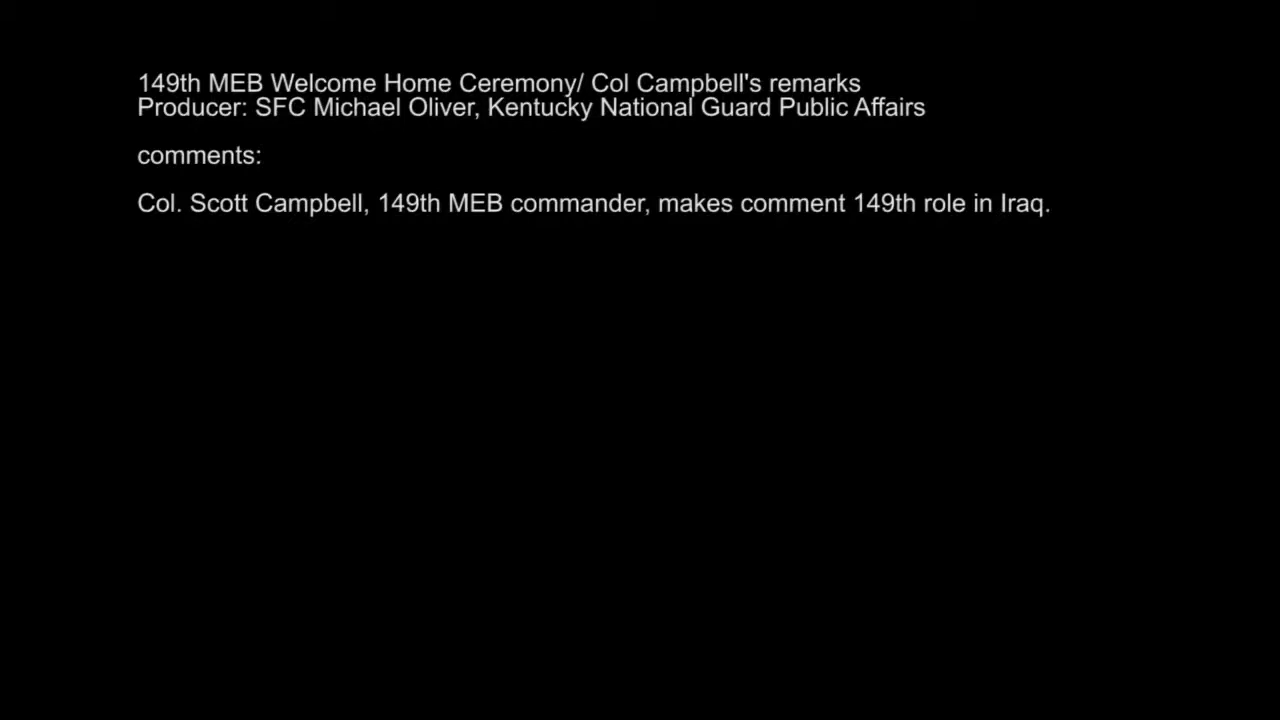 149th MEB Welcome Home Ceremony/ Col Campbell's remarks
Producer: SFC Michael Oliver, Kentucky National Guard Public Affairs
comments:
Col. Scott Campbell, 149th MEB commander, makes comment 149th role in Iraq.